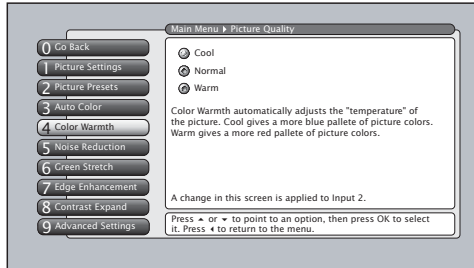 Main Menu ▸ Picture Quality
0 Go Back
1 Picture Settings
2 Picture Presets
3 Auto Color
4 Color Warmth
5 Noise Reduction
6 Green Stretch
7 Edge Enhancement
8 Contrast Expand
9 Advanced Settings
Cool
Normal
Warm
Color Warmth automatically adjusts the "temperature" of
the picture. Cool gives a more blue pallete of picture colors.
Warm gives a more red pallete of picture colors.
A change in this screen is applied to Input 2.
Press ▴ or ▾ to point to an option, then press OK to select
it. Press ◂ to return to the menu.